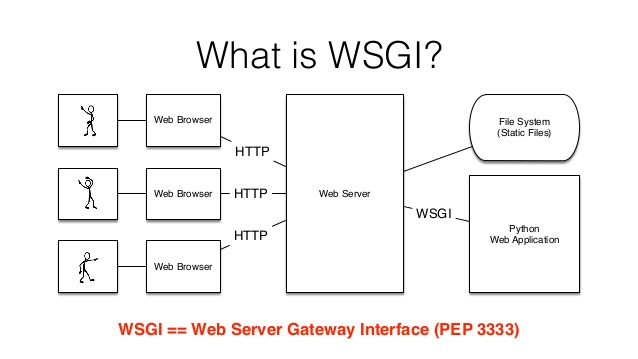 What is WSGI?
Web Browser
HTTP
Web Browser
HTTP
Web Browser
HTTP
Web Server
File System
(Static Files)
WSGI
Python
Web Application
WSGI == Web Server Gateway Interface (PEP 3333)